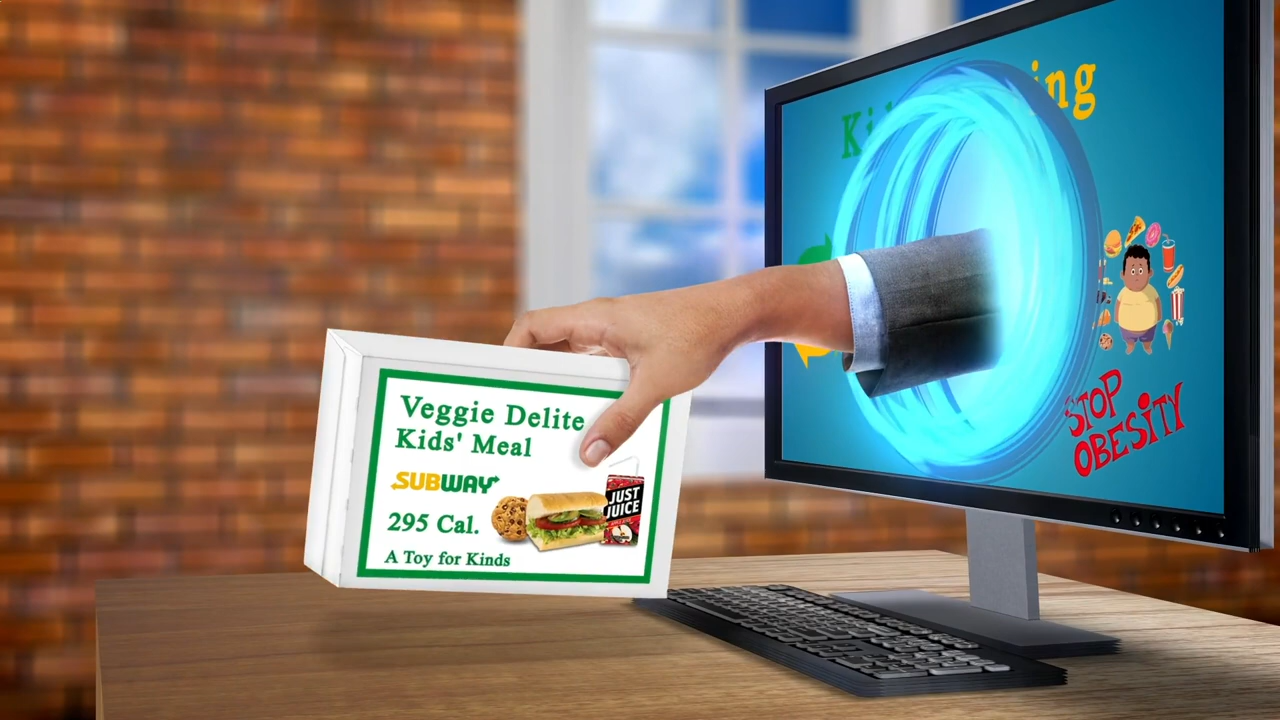 Veggie Delite
Kids' Meal
SUBWAY
295 Cal.
A Toy for Kinds
JUST
JUICE
STOP
OBESITY